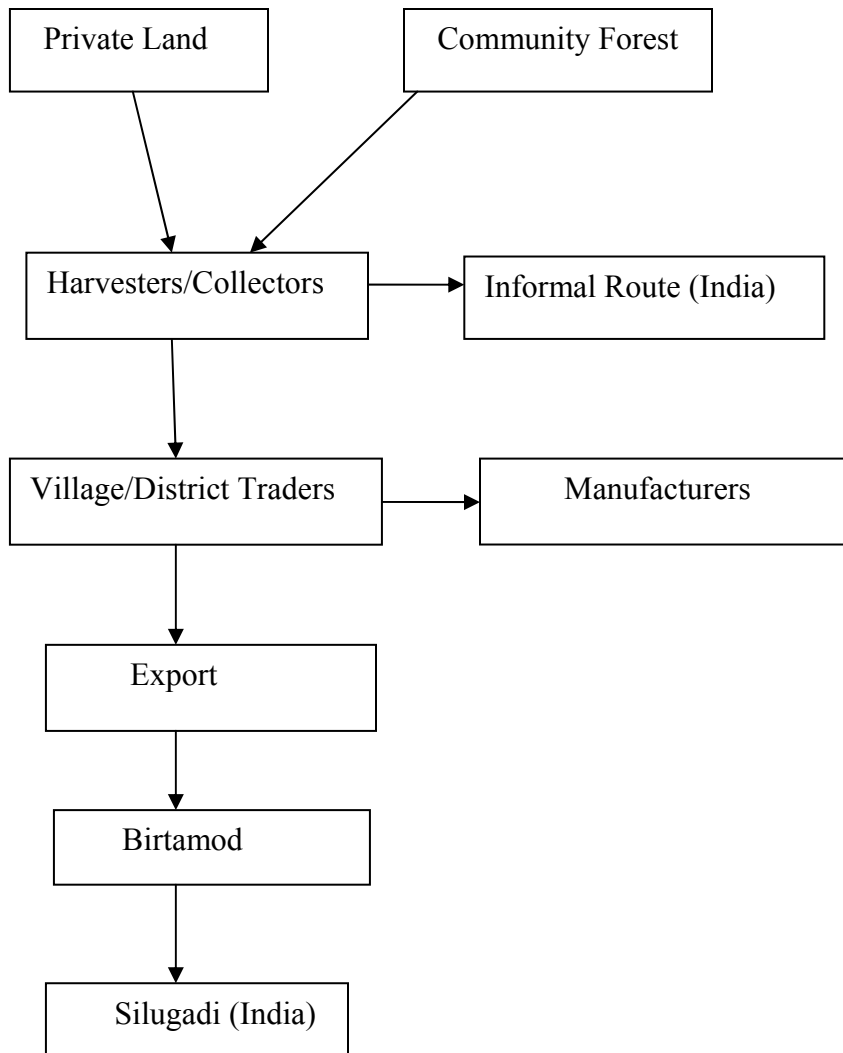 Private Land
Community Forest
Harvesters/Collectors
Informal Route (India)
Village/District Traders
Manufacturers
Export
Birtamod
Silugadi (India)